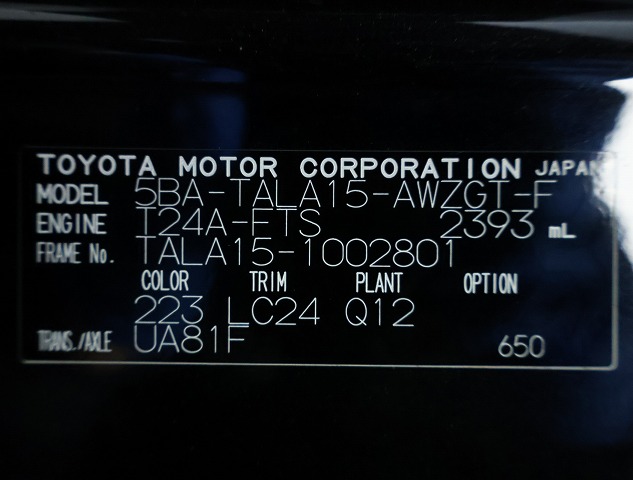 TOYOTA MOTOR CORPORATION JAPAN
MODEL 5BA-TALA15-AWZGT-F
ENGINE T24A-FTS 2393 mL
FRAME No. TALA15-1002801
COLOR TRIM PLANT OPTION
223 LC24 Q12
TRANS./AXLE UA81F 650